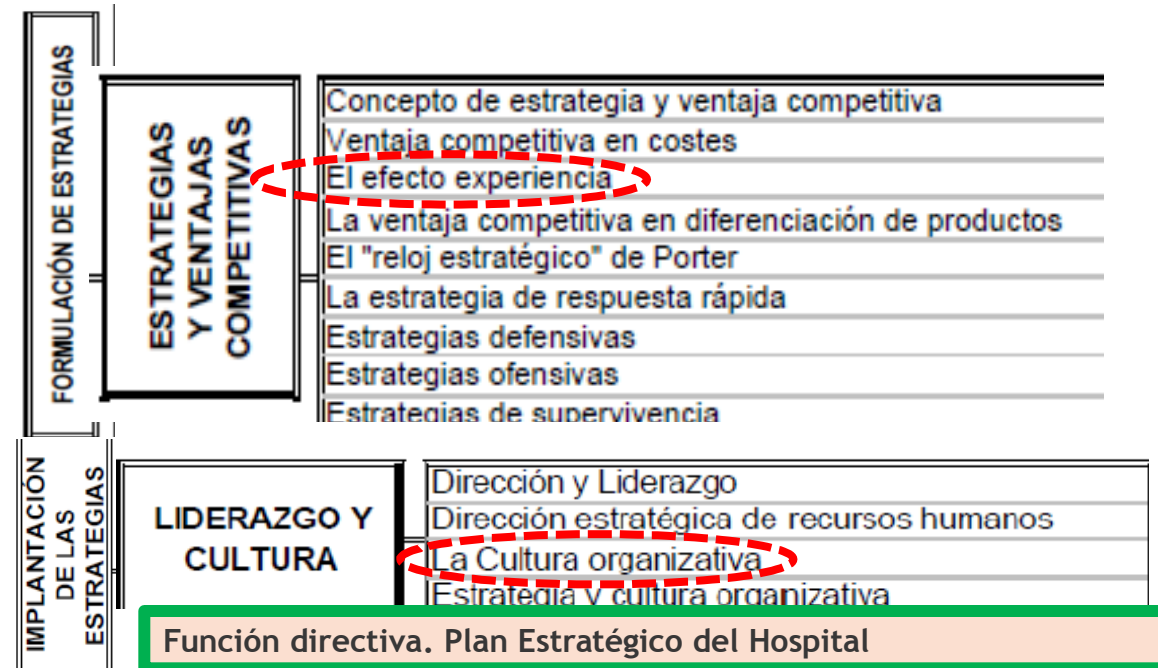 FORMULACIÓN DE ESTRATEGIAS
ESTRATEGIAS
Y VENTAJAS
COMPETITIVAS
Concepto de estrategia y ventaja competitiva
Ventaja competitiva en costes
El efecto experiencia
La ventaja competitiva en diferenciación de productos
El "reloj estratégico" de Porter
La estrategia de respuesta rápida
Estrategias defensivas
Estrategias ofensivas
Estrategias de supervivencia
IMPLANTACIÓN
DE LAS
ESTRATEGIAS
LIDERAZGO Y
CULTURA
Dirección y Liderazgo
Dirección estratégica de recursos humanos
La Cultura organizativa
Estrategia y cultura organizativa
Función directiva. Plan Estratégico del Hospital